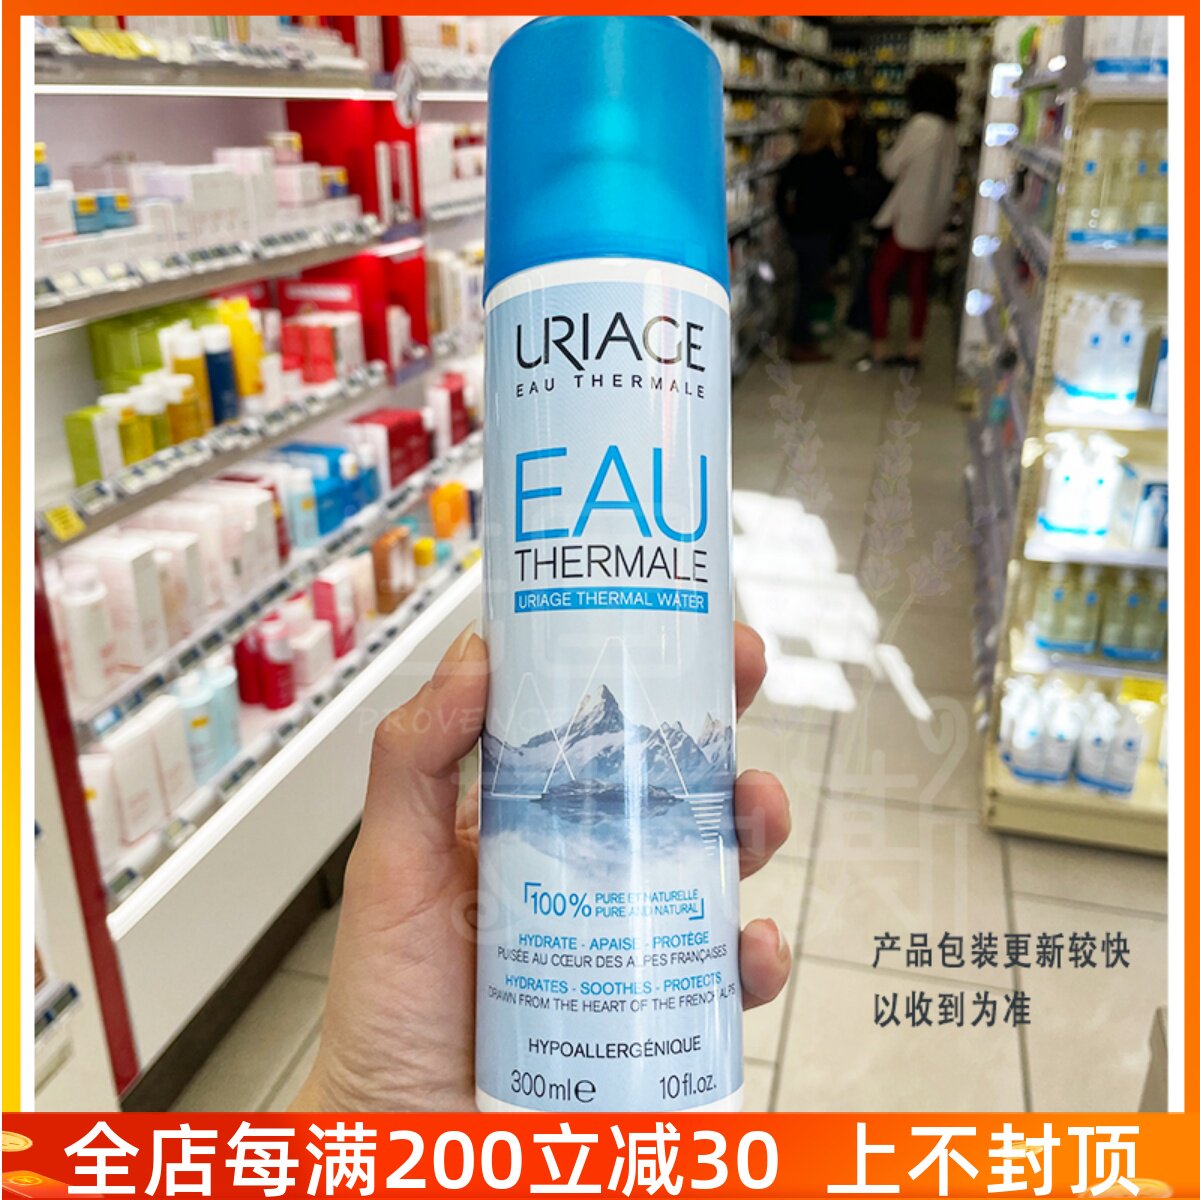 URIAGE
EAU THERMALE
EAU
THERMALE
URIAGE THERMAL WATER
PROVENCE
100% PURE ET NATURELLE
PURE AND NATURAL
HYDRATE - APAISE - PROTÈGE
PUISÉE AU CŒUR DES ALPES FRANÇAISES
HYDRATES - SOOTHES - PROTECTS
DRAWN FROM THE HEART OF THE FRENCH ALPS
HYPOALLERGÉNIQUE
300 ml e 10 fl.oz.
产品包装更新较快
以收到为准
全店每满200立减30 上不封顶